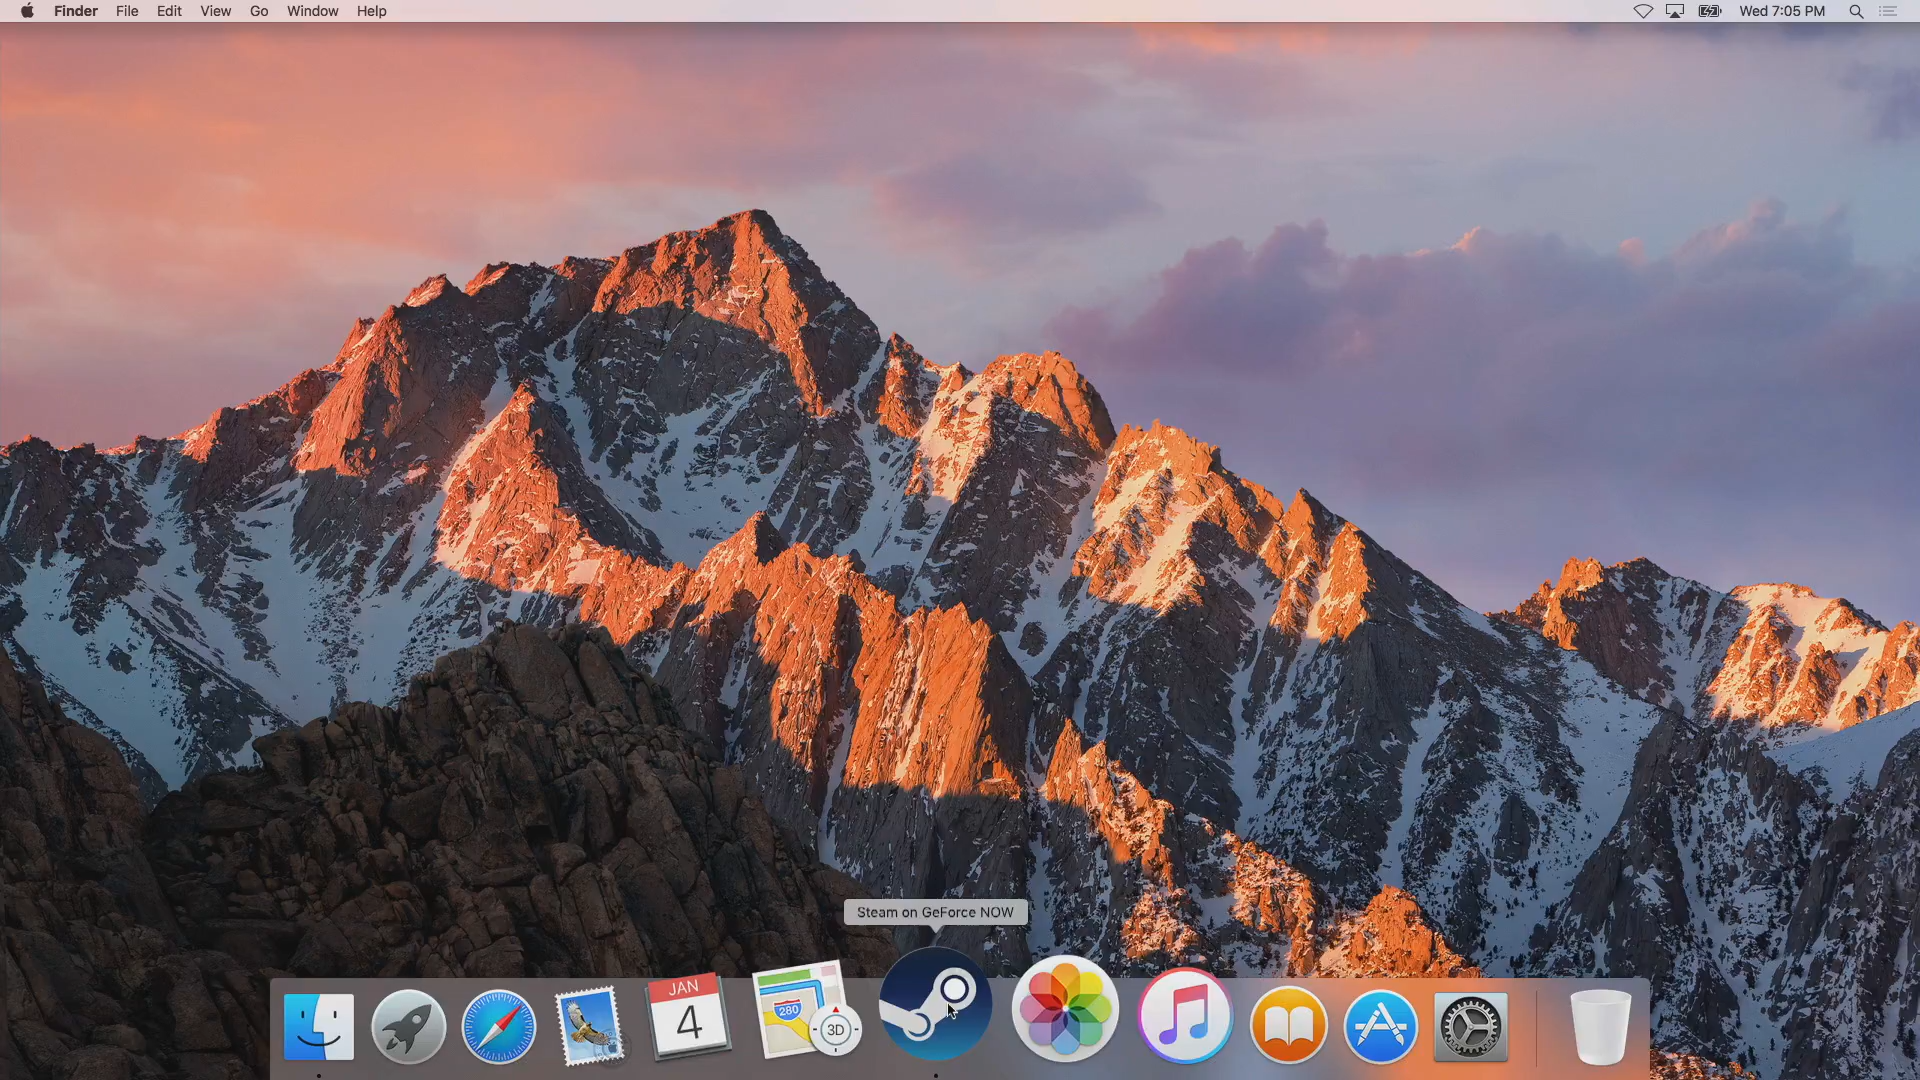 Finder File Edit View Go Window Help
Wed 7:05 PM
Steam on GeForce NOW
JAN
4
280
3D